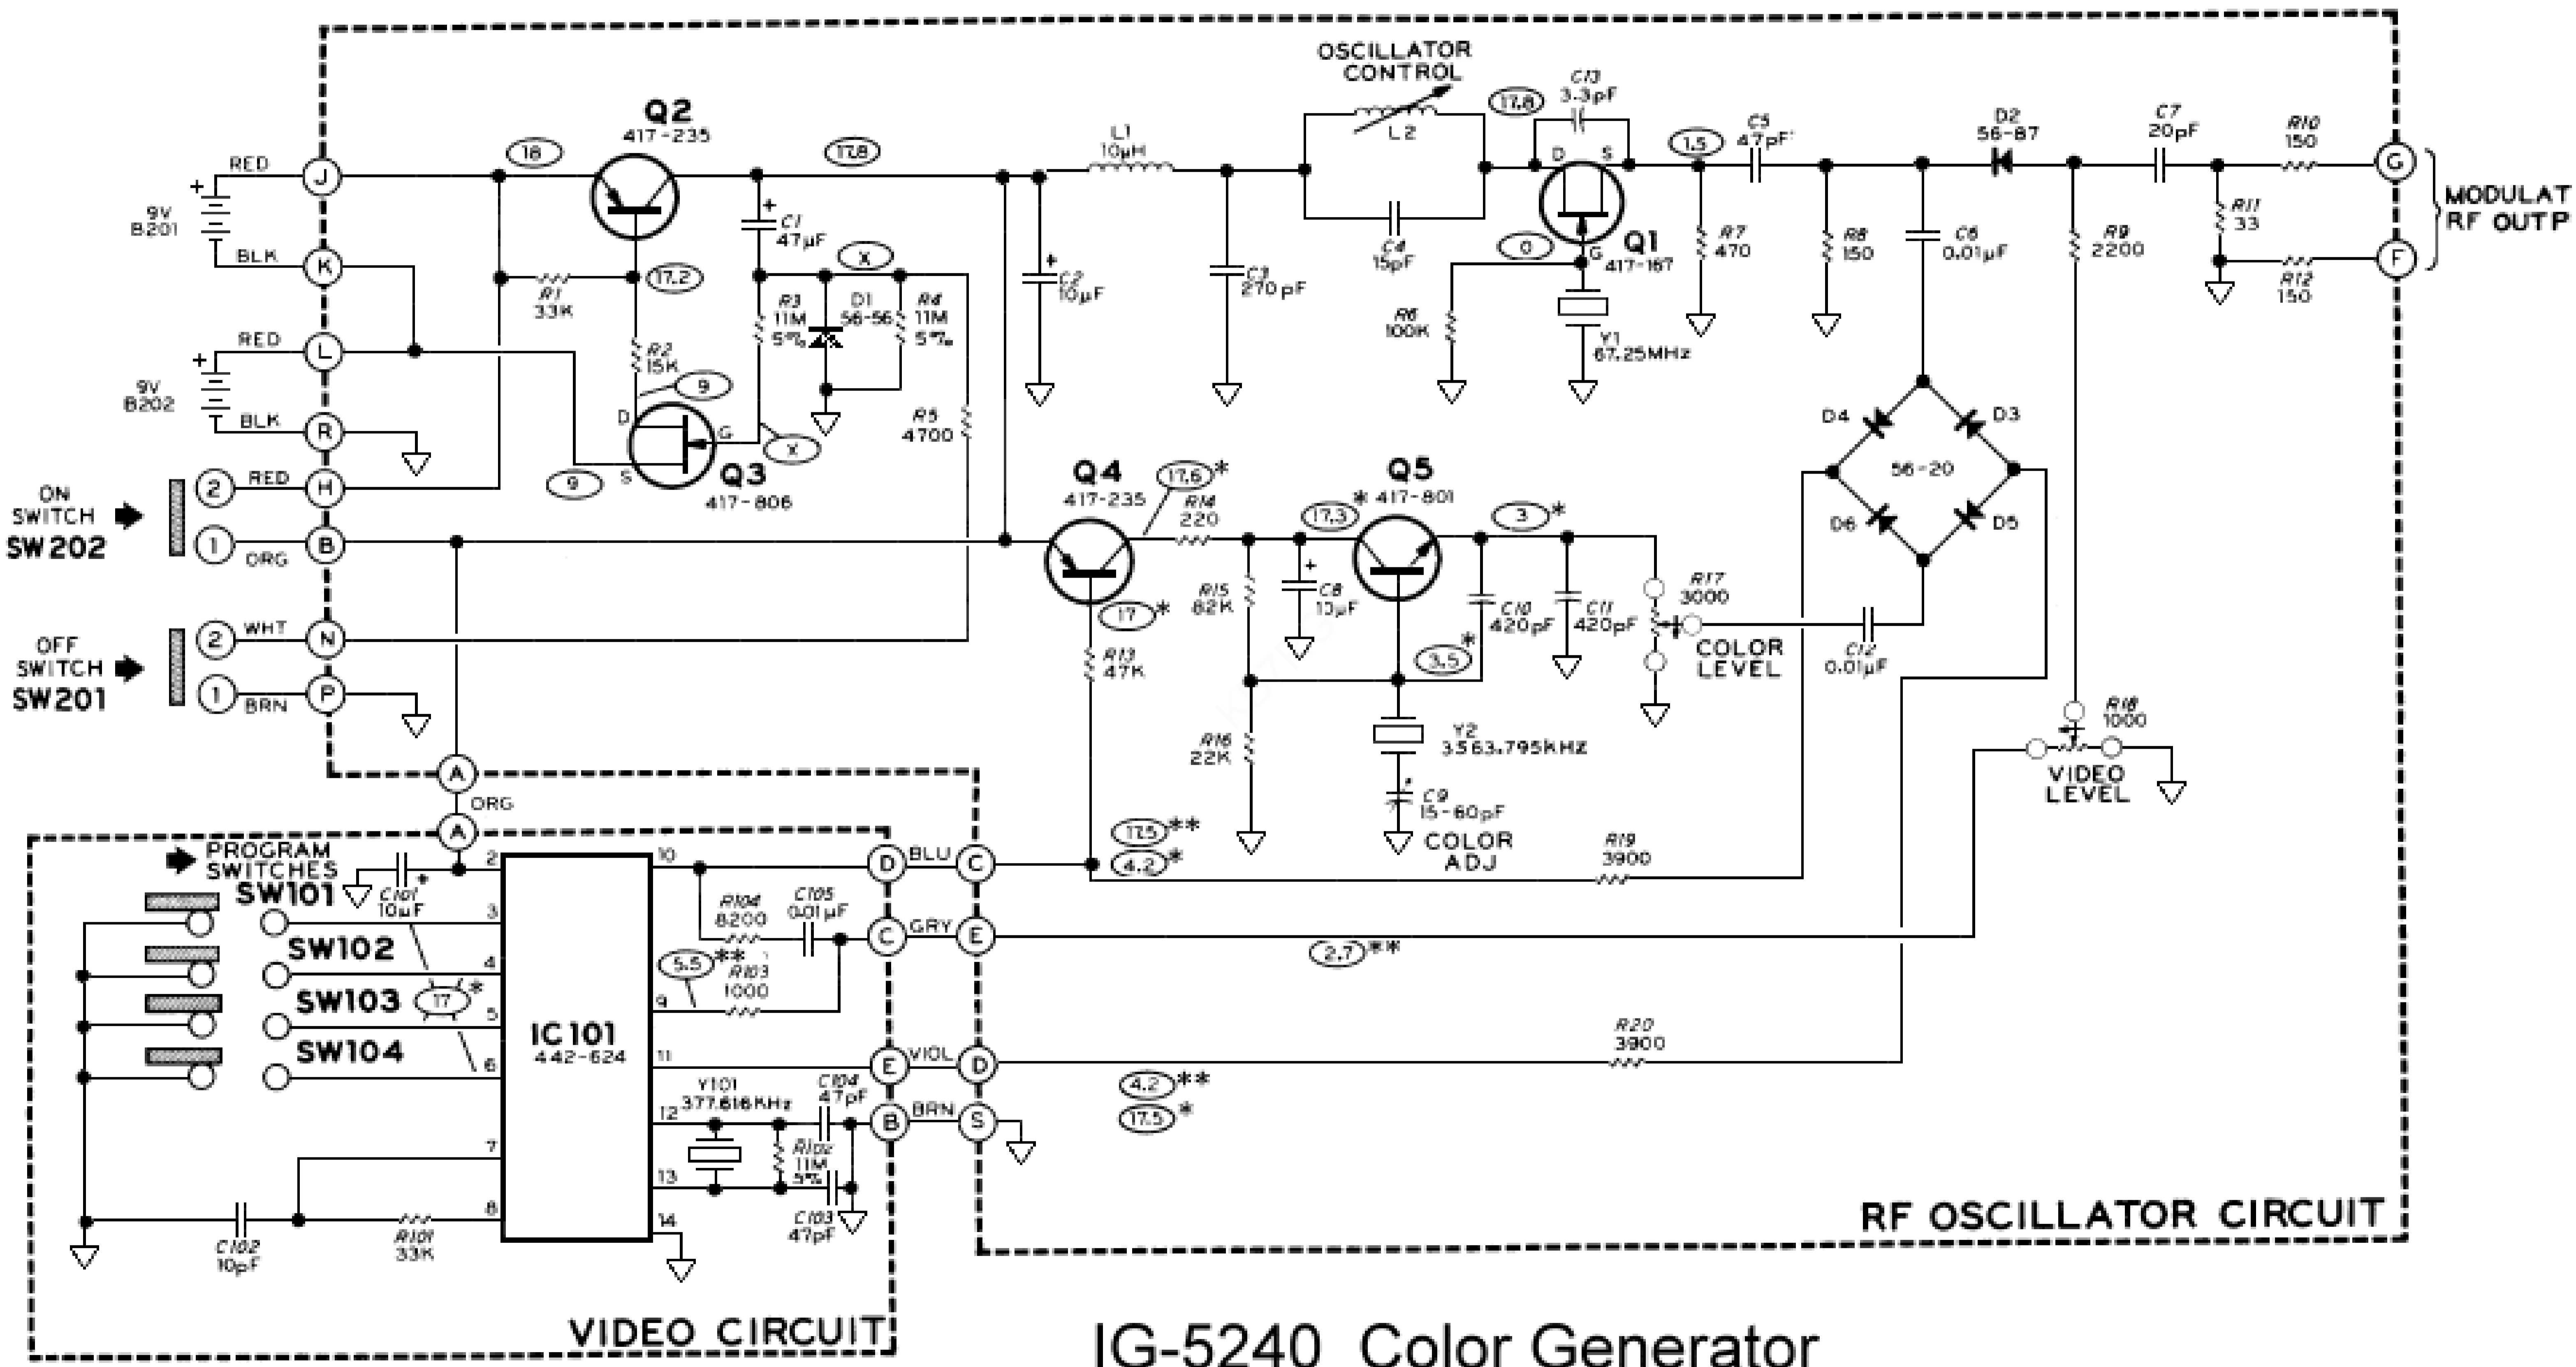 OSCILLATOR
CONTROL
L2
C13
3.3pF
17.8
Q2
417-235
18
17.8
L1
10µH
1.5
C5
47pF
D2
56-87
C7
20pF
R10
150
G
MODULAT
RF OUTP
RED
J
+
9V
B201
BLK
K
C1
47µF
X
R1
33K
17.2
R3
11M
5%
D1
56-56
R4
11M
5%
C2
10µF
C3
270pF
C4
15pF
D
S
G
0
Q1
417-167
R6
100K
Y1
67.25MHz
R7
470
R8
150
C6
0.01µF
R9
2200
R11
33
R12
150
F
RED
L
+
9V
B202
BLK
R
R2
15K
9
D
G
S
9
Q3
417-806
X
R5
4700
D4
D3
56-20
D6
D5
ON
SWITCH
SW202
2
RED
H
1
ORG
B
Q4
417-235
17.6*
R14
220
17.3*
Q5
417-801
3*
17*
R13
47K
R15
82K
C8
10µF
C10
420pF
C11
420pF
3.5*
R17
3000
COLOR
LEVEL
C12
0.01µF
OFF
SWITCH
SW201
2
WHT
N
1
BRN
P
R16
22K
Y2
3563.795KHZ
C9
15-60pF
COLOR
ADJ
R18
1000
VIDEO
LEVEL
A
ORG
A
17.5**
4.2*
R19
3900
PROGRAM
SWITCHES
C101
10µF
SW101
SW102
SW103
SW104
17*
2
3
4
5
6
7
8
IC101
442-624
10
9
11
12
13
14
R104
8200
C105
0.01µF
5.5**
R103
1000
D
BLU
C
C
GRY
E
2.7**
E
VIOL
D
4.2**
17.5*
R20
3900
B
BRN
S
Y101
377.616KHz
C104
47pF
R102
11M
5%
C103
47pF
C102
10pF
R101
33K
VIDEO CIRCUIT
RF OSCILLATOR CIRCUIT
IG-5240 Color Generator